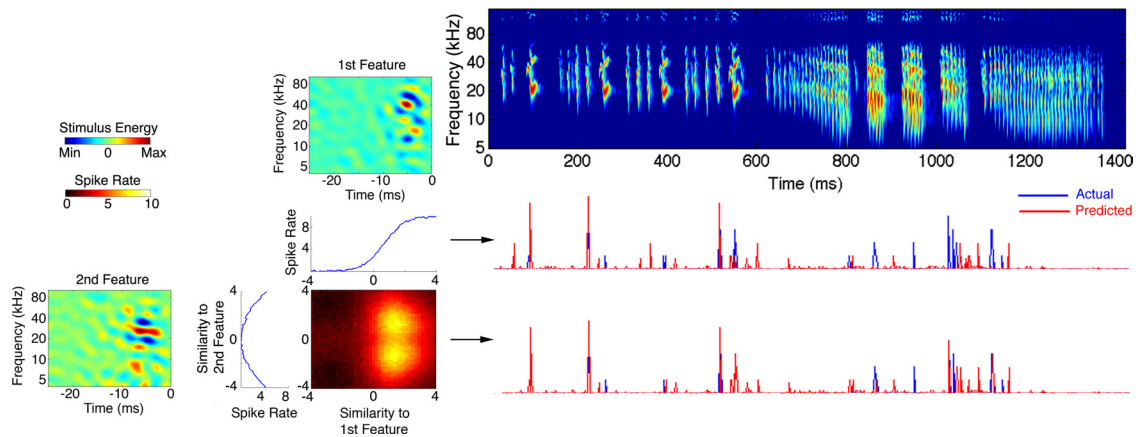 Stimulus Energy
Min 0 Max
Spike Rate
0 5 10
1st Feature
Frequency (kHz)
80
40
20
10
5
-20 -10 0
Time (ms)
Frequency (kHz)
80
40
20
10
5
0 200 400 600 800 1000 1200 1400
Time (ms)
Actual
Predicted
Spike Rate
8
4
-4 0 4
2nd Feature
Frequency (kHz)
80
40
20
10
5
-20 -10 0
Time (ms)
Similarity to
2nd Feature
4
0
-4
4 8
Spike Rate
4
0
-4
-4 0 4
Similarity to
1st Feature